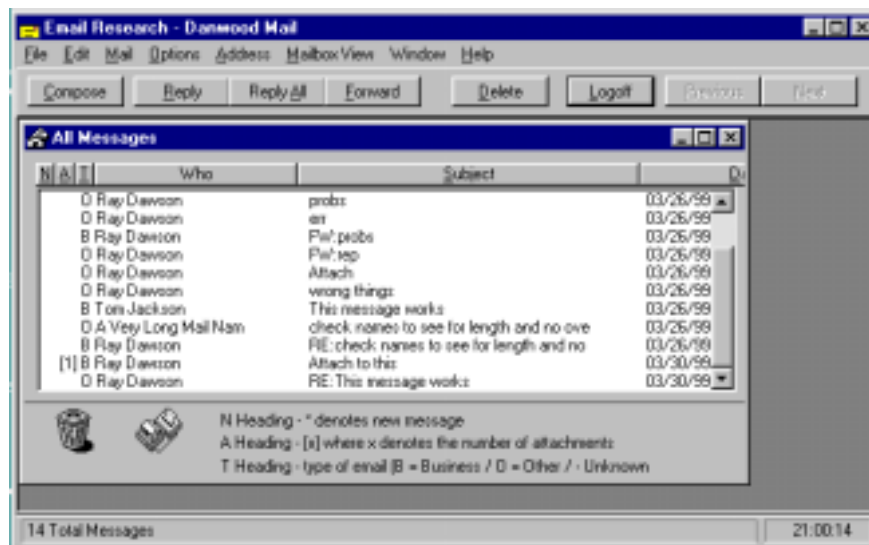 Email Research - Danwood Mail
File Edit Mail Options Address Mailbox View Window Help
Compose Reply Reply All Forward Delete Logoff Previous Next
All Messages
N A T Who Subject D
O Ray Dawson probs 03/26/99
O Ray Dawson err 03/26/99
B Ray Dawson FW: probs 03/26/99
O Ray Dawson FW: rep 03/26/99
O Ray Dawson Attach 03/26/99
O Ray Dawson wrong things 03/26/99
B Tom Jackson This message works 03/26/99
O A Very Long Mail Nam check names to see for length and no ove 03/26/99
B Ray Dawson RE: check names to see for length and no 03/26/99
[1] B Ray Dawson Attach to this 03/30/99
O Ray Dawson RE: This message works 03/30/99
N Heading - * denotes new message
A Heading - [x] where x denotes the number of attachments
T Heading - type of email (B = Business / O = Other / - Unknown
14 Total Messages 21:00:14